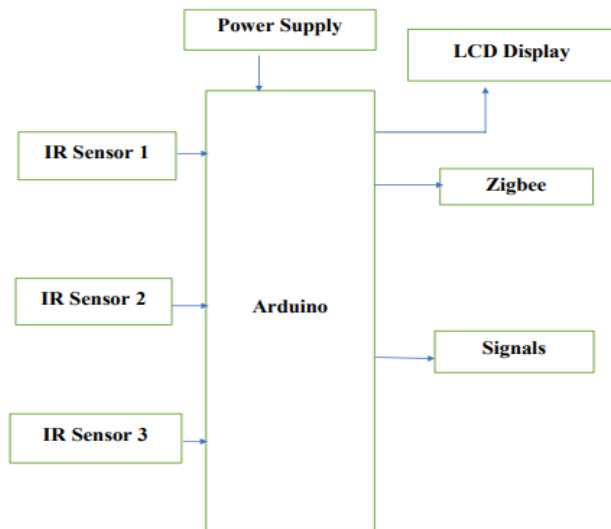 Power Supply
LCD Display
IR Sensor 1
Zigbee
IR Sensor 2
Arduino
Signals
IR Sensor 3